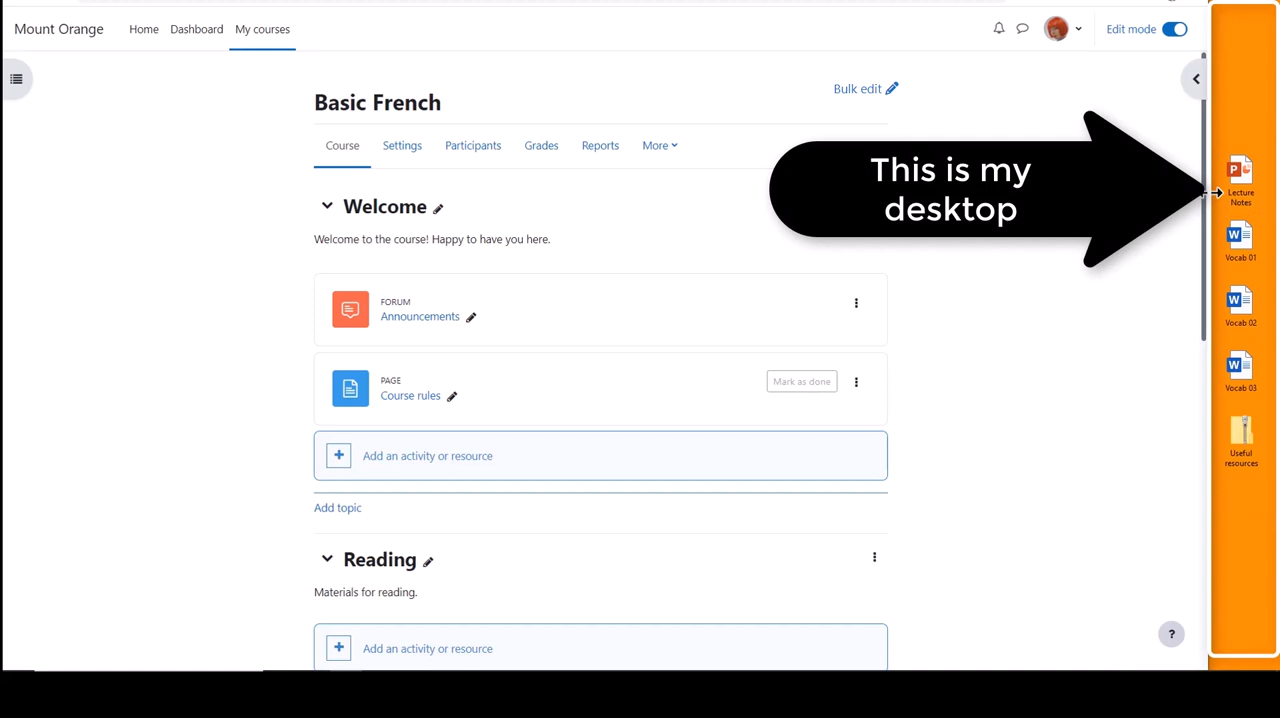 Mount Orange
Home
Dashboard
My courses
Edit mode
Basic French
Bulk edit
Course
Settings
Participants
Grades
Reports
More
This is my
desktop
Welcome
Welcome to the course! Happy to have you here.
FORUM
Announcements
PAGE
Course rules
Mark as done
+ Add an activity or resource
Add topic
Reading
Materials for reading.
+ Add an activity or resource
?
P
Lecture
Notes
W
Vocab 01
W
Vocab 02
W
Vocab 03
Useful
resources